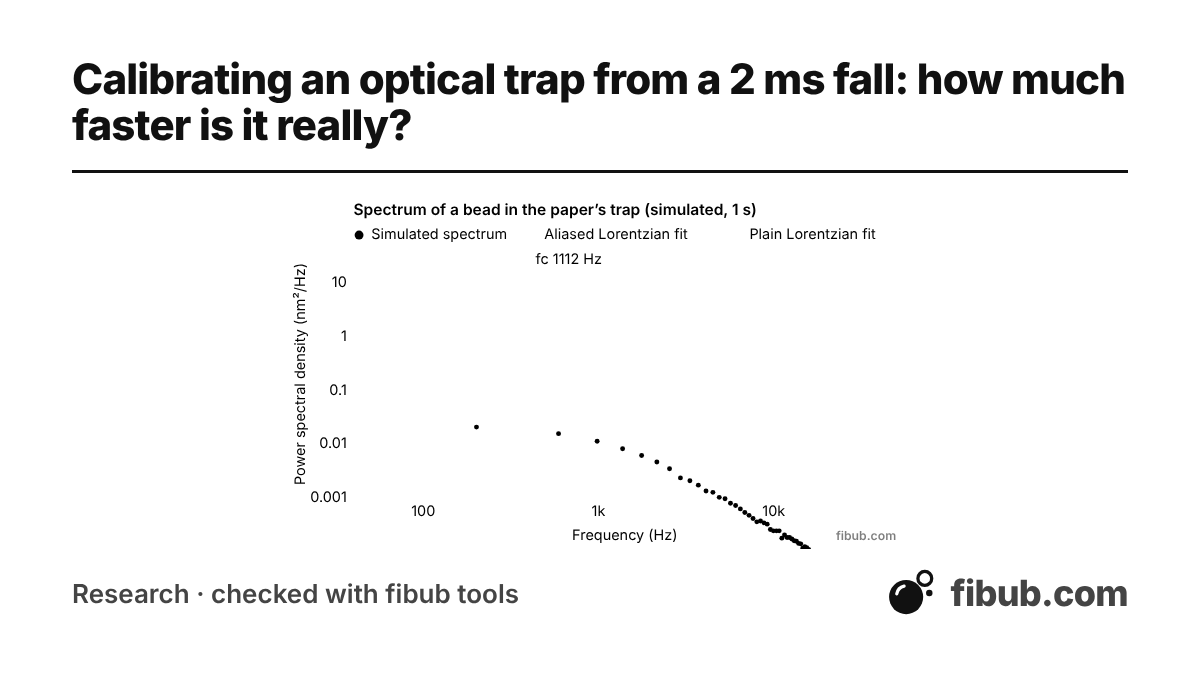 Calibrating an optical trap from a 2 ms fall: how much
faster is it really?
Spectrum of a bead in the paper’s trap (simulated, 1 s)
Simulated spectrum Aliased Lorentzian fit Plain Lorentzian fit
fc 1112 Hz
Power spectral density (nm²/Hz)
10
1
0.1
0.01
0.001
100 1k 10k
Frequency (Hz)
fibub.com
Research · checked with fibub tools
fibub.com